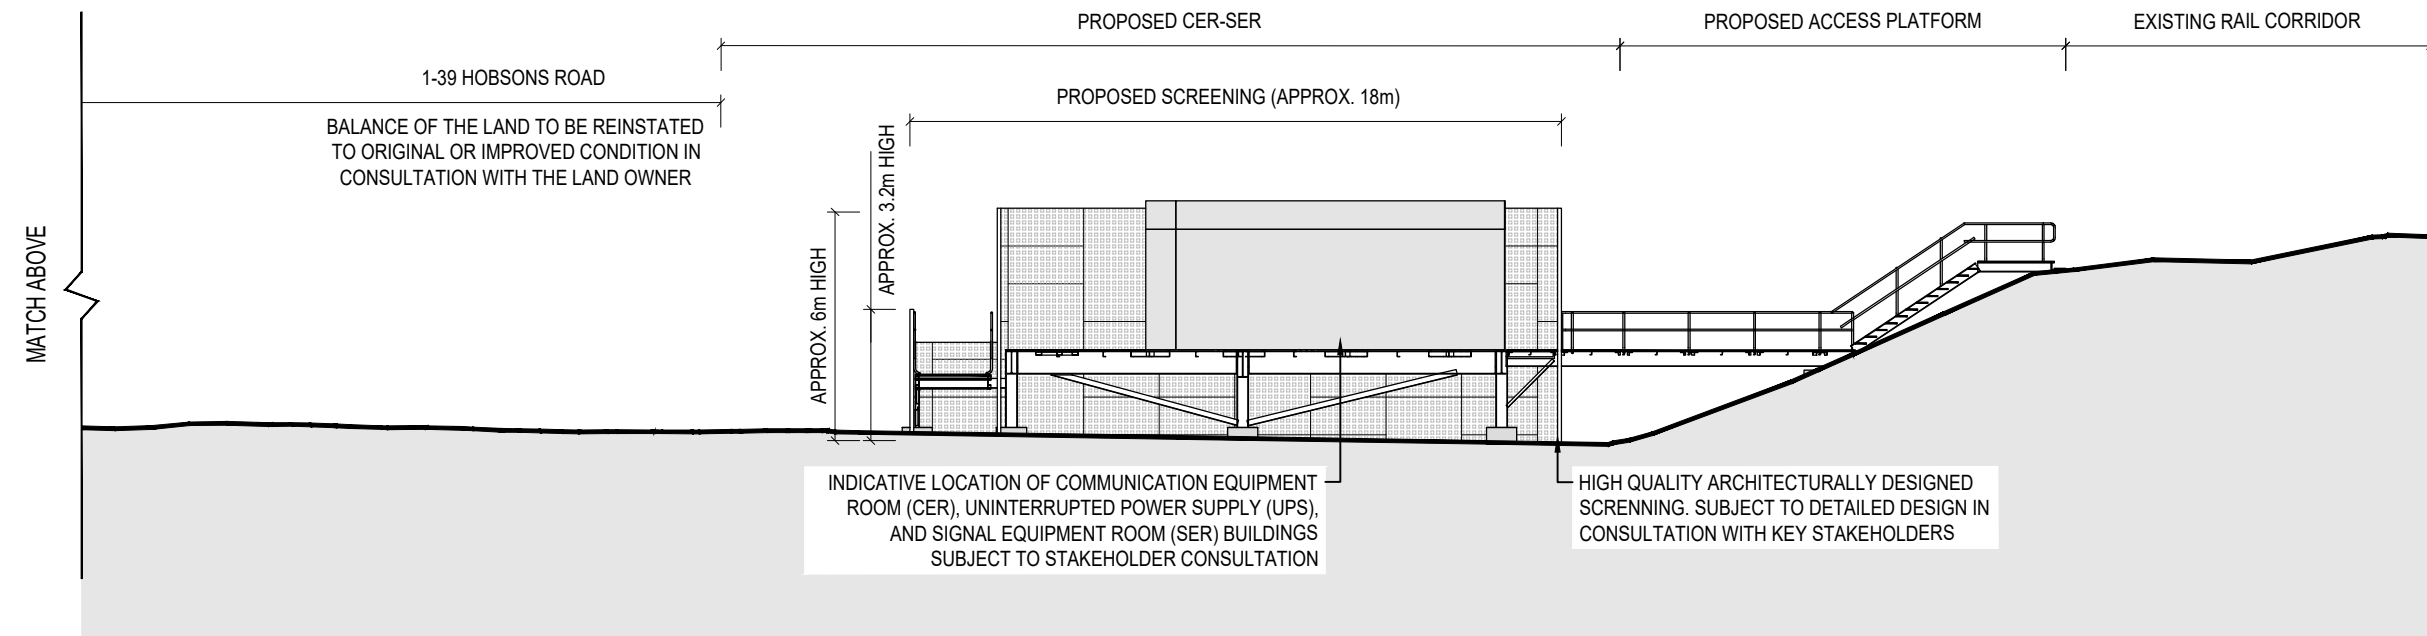 PROPOSED CER-SER
PROPOSED ACCESS PLATFORM
EXISTING RAIL CORRIDOR
1-39 HOBSONS ROAD
PROPOSED SCREENING (APPROX. 18m)
BALANCE OF THE LAND TO BE REINSTATED
TO ORIGINAL OR IMPROVED CONDITION IN
CONSULTATION WITH THE LAND OWNER
MATCH ABOVE
APPROX. 6m HIGH
APPROX. 3.2m HIGH
INDICATIVE LOCATION OF COMMUNICATION EQUIPMENT
ROOM (CER), UNINTERRUPTED POWER SUPPLY (UPS),
AND SIGNAL EQUIPMENT ROOM (SER) BUILDINGS
SUBJECT TO STAKEHOLDER CONSULTATION
HIGH QUALITY ARCHITECTURALLY DESIGNED
SCRENNING. SUBJECT TO DETAILED DESIGN IN
CONSULTATION WITH KEY STAKEHOLDERS